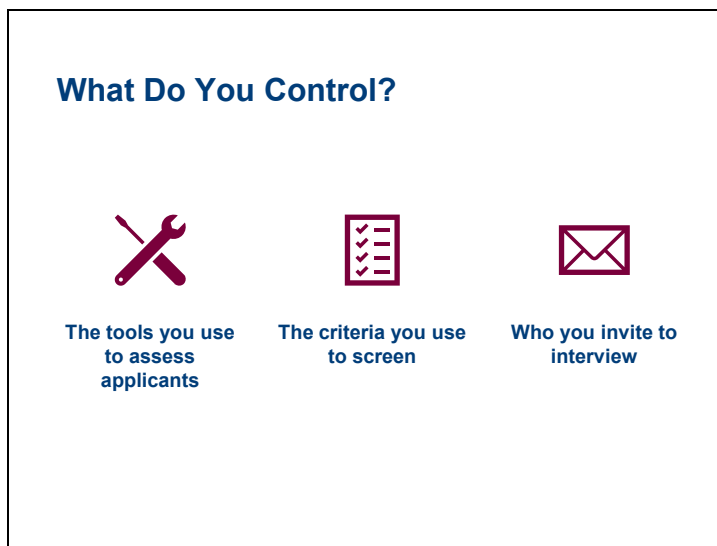 What Do You Control?
The tools you use
to assess
applicants
The criteria you use
to screen
Who you invite to
interview